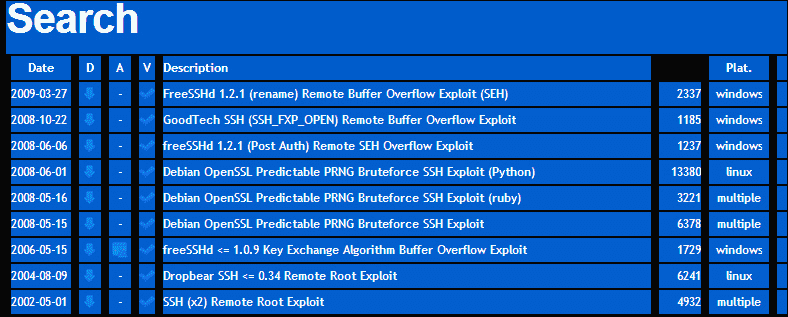 Search
Date D A V Description Plat.
2009-03-27 - FreeSSHd 1.2.1 (rename) Remote Buffer Overflow Exploit (SEH) 2337 windows
2008-10-22 - GoodTech SSH (SSH_FXP_OPEN) Remote Buffer Overflow Exploit 1185 windows
2008-06-06 - freeSSHd 1.2.1 (Post Auth) Remote SEH Overflow Exploit 1237 windows
2008-06-01 - Debian OpenSSL Predictable PRNG Bruteforce SSH Exploit (Python) 13380 linux
2008-05-16 - Debian OpenSSL Predictable PRNG Bruteforce SSH Exploit (ruby) 3221 multiple
2008-05-15 - Debian OpenSSL Predictable PRNG Bruteforce SSH Exploit 6378 multiple
2006-05-15 freeSSHd <= 1.0.9 Key Exchange Algorithm Buffer Overflow Exploit 1729 windows
2004-08-09 - Dropbear SSH <= 0.34 Remote Root Exploit 6241 linux
2002-05-01 - SSH (x2) Remote Root Exploit 4932 multiple